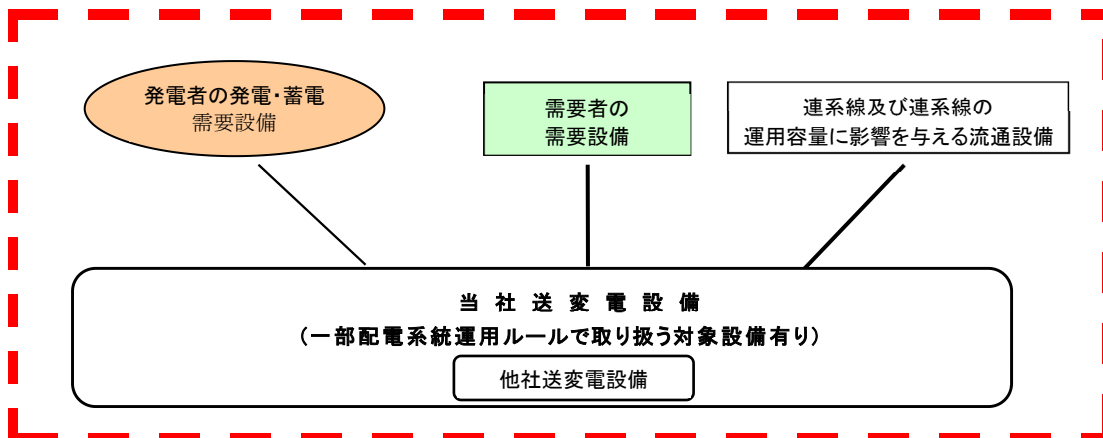 発電者の発電・蓄電
需要設備
需要者の
需要設備
連系線及び連系線の
運用容量に影響を与える流通設備
当社送変電設備
(一部配電系統運用ルールで取り扱う対象設備有り)
他社送変電設備